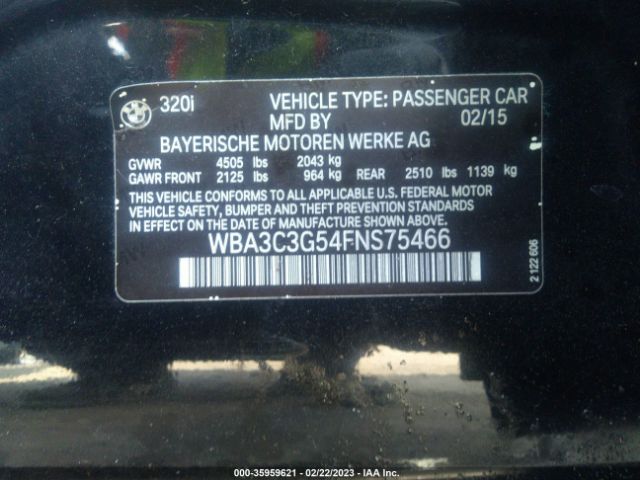 BMW
320i VEHICLE TYPE: PASSENGER CAR
MFD BY 02/15
BAYERISCHE MOTOREN WERKE AG
GVWR 4505 lbs 2043 kg
GAWR FRONT 2125 lbs 964 kg REAR 2510 lbs 1139 kg
THIS VEHICLE CONFORMS TO ALL APPLICABLE U.S. FEDERAL MOTOR
VEHICLE SAFETY, BUMPER AND THEFT PREVENTION STANDARDS
IN EFFECT ON THE DATE OF MANUFACTURE SHOWN ABOVE.
WBA3C3G54FNS75466
2 122 606
000-35959621 - 02/22/2023 - IAA Inc.